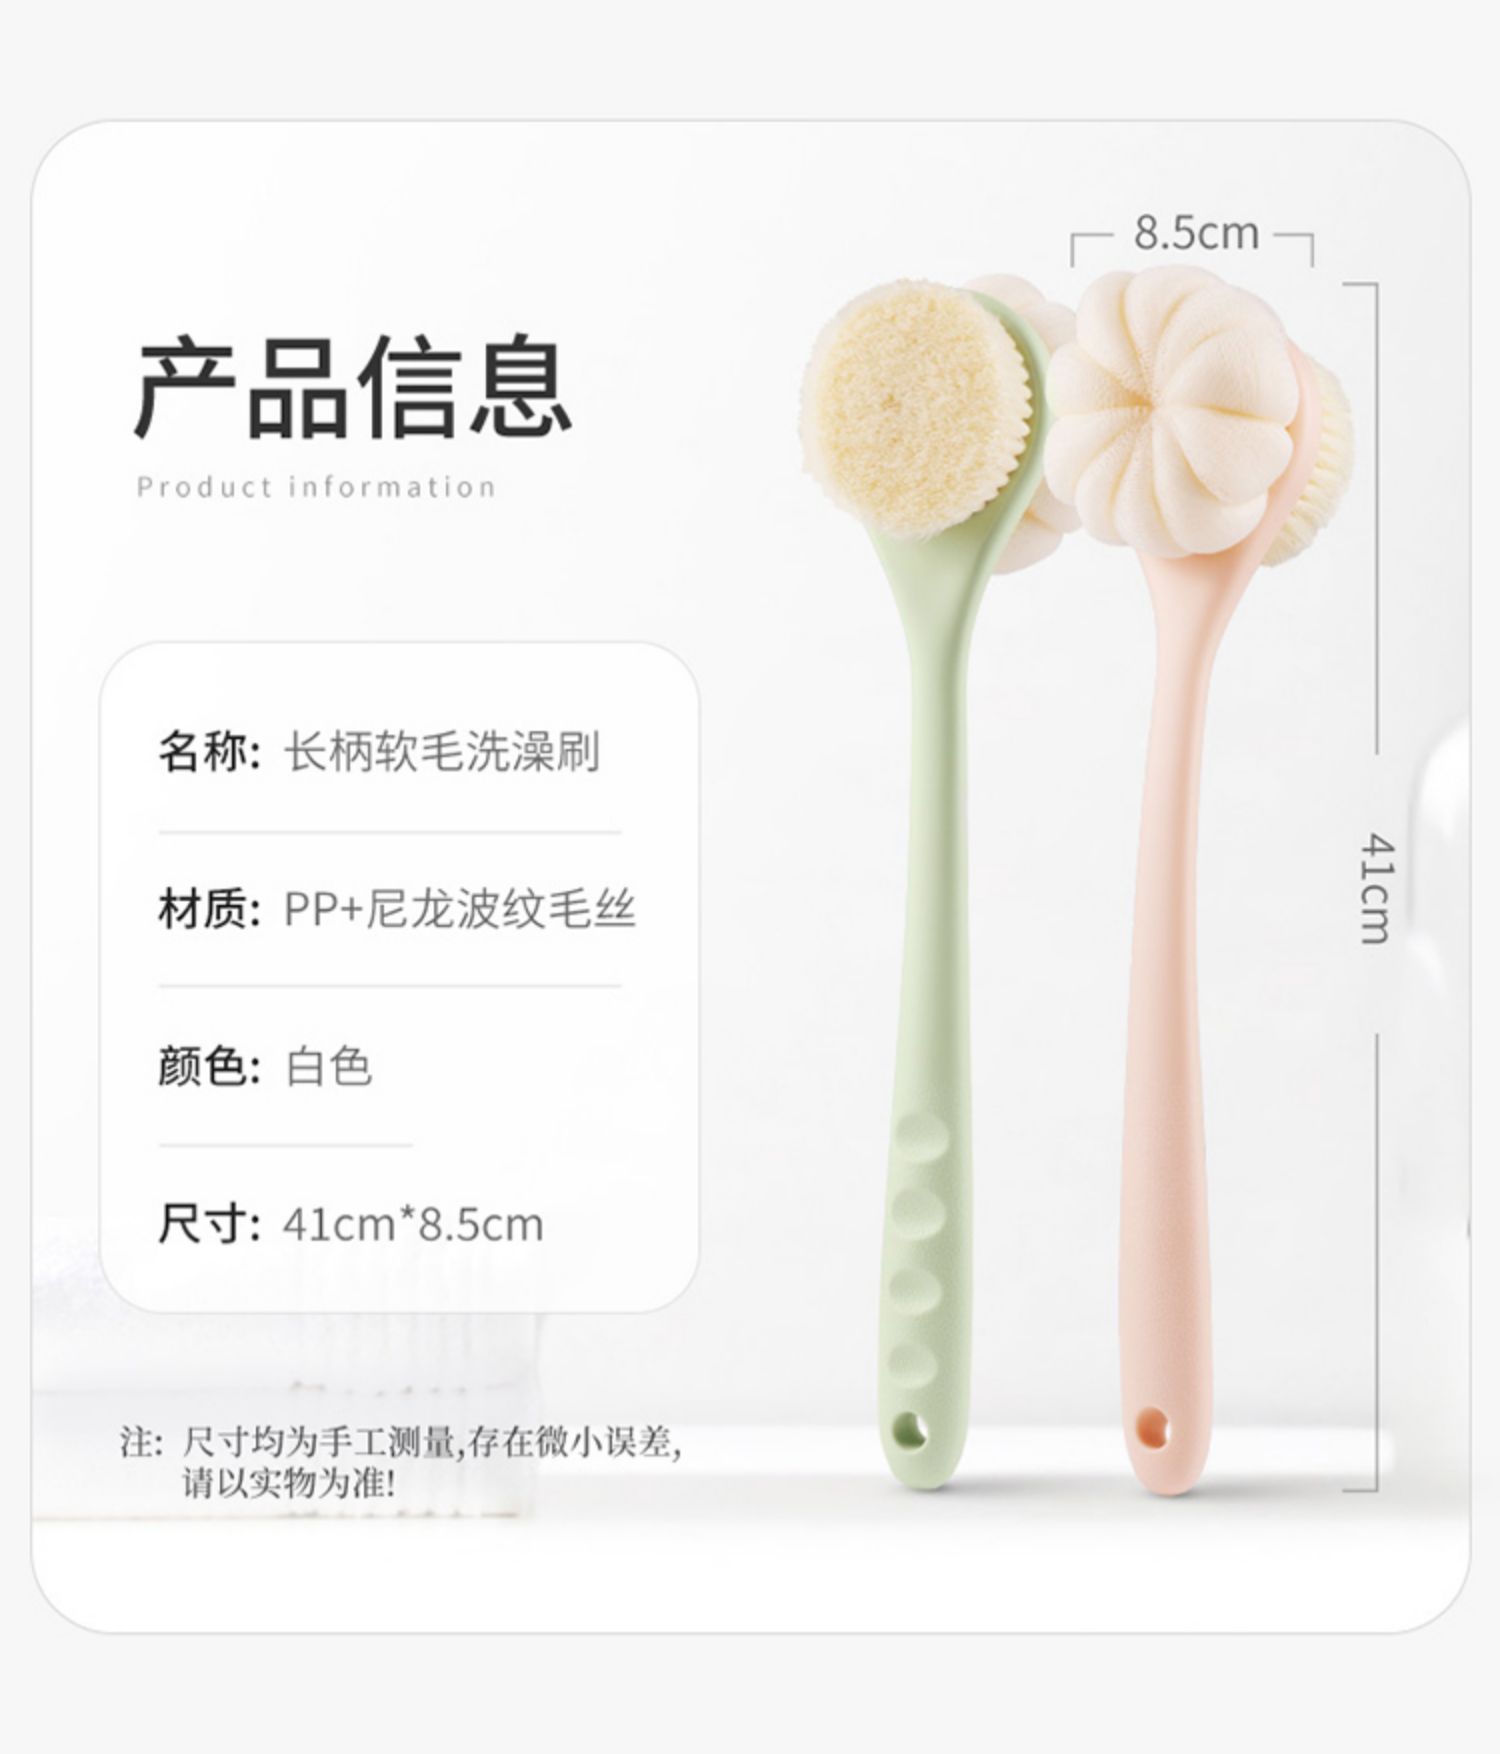 产品信息
Product information
8.5cm
41cm
名称: 长柄软毛洗澡刷
材质: PP+尼龙波纹毛丝
颜色: 白色
尺寸: 41cm*8.5cm
注: 尺寸均为手工测量,存在微小误差,
请以实物为准!